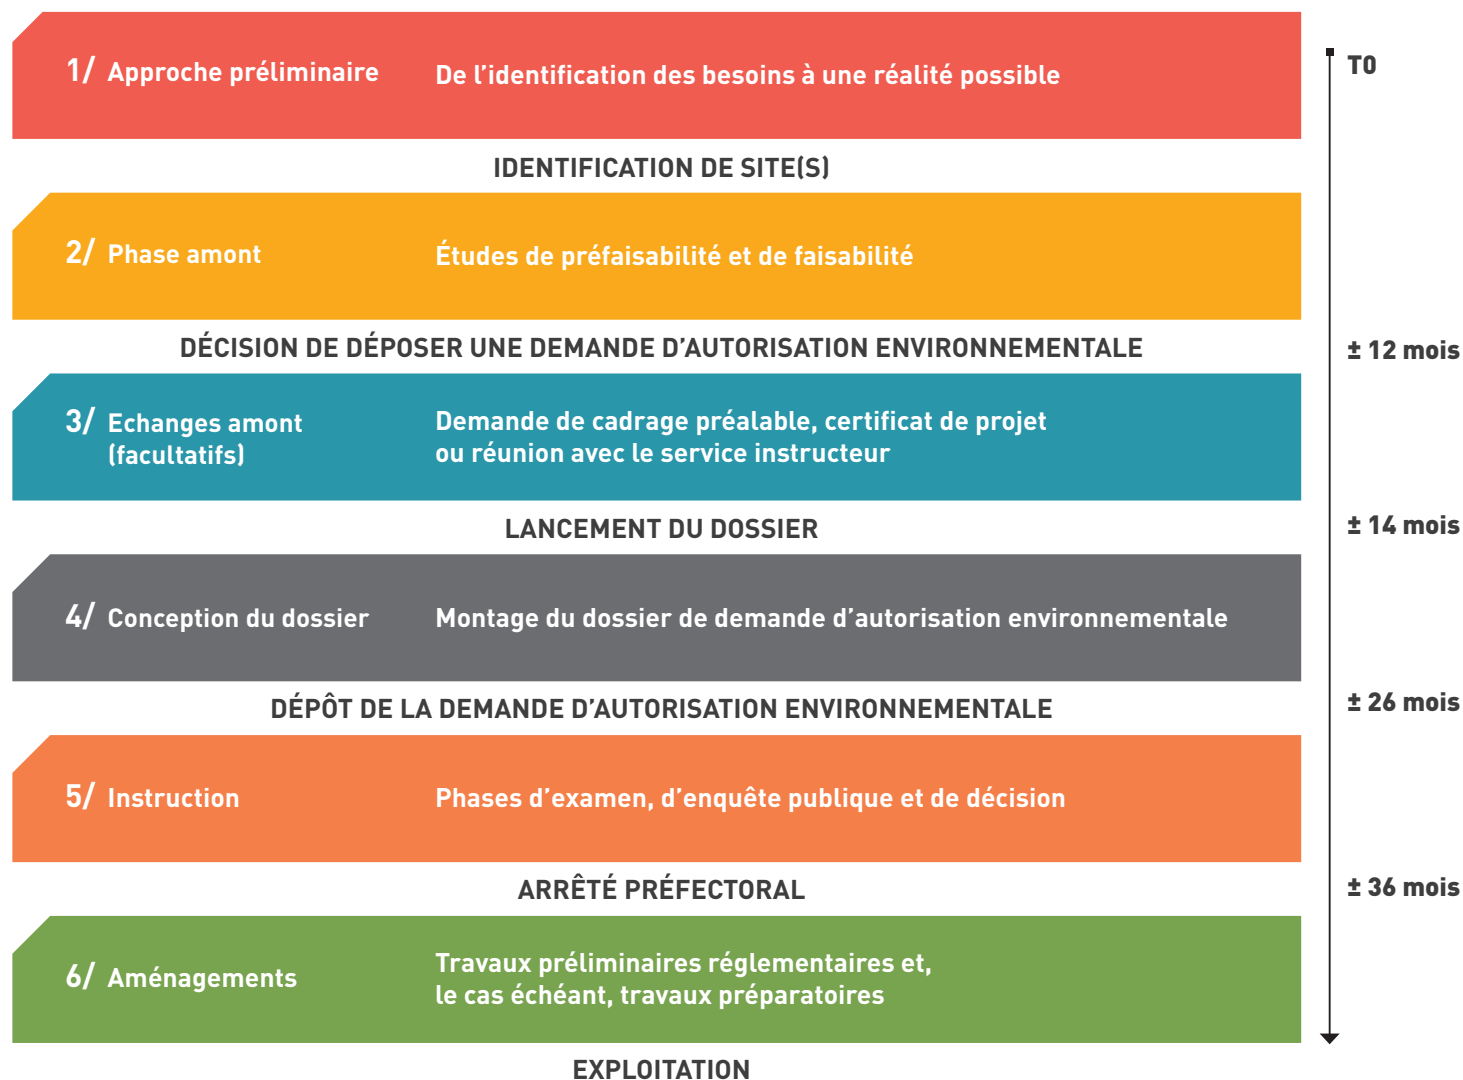 1/ Approche préliminaire De l’identification des besoins à une réalité possible
T0
IDENTIFICATION DE SITE(S)
2/ Phase amont Études de préfaisabilité et de faisabilité
DÉCISION DE DÉPOSER UNE DEMANDE D’AUTORISATION ENVIRONNEMENTALE
± 12 mois
3/ Echanges amont
(facultatifs)
Demande de cadrage préalable, certificat de projet
ou réunion avec le service instructeur
LANCEMENT DU DOSSIER
± 14 mois
4/ Conception du dossier Montage du dossier de demande d’autorisation environnementale
DÉPÔT DE LA DEMANDE D’AUTORISATION ENVIRONNEMENTALE
± 26 mois
5/ Instruction Phases d’examen, d’enquête publique et de décision
ARRÊTÉ PRÉFECTORAL
± 36 mois
6/ Aménagements
Travaux préliminaires réglementaires et,
le cas échéant, travaux préparatoires
EXPLOITATION